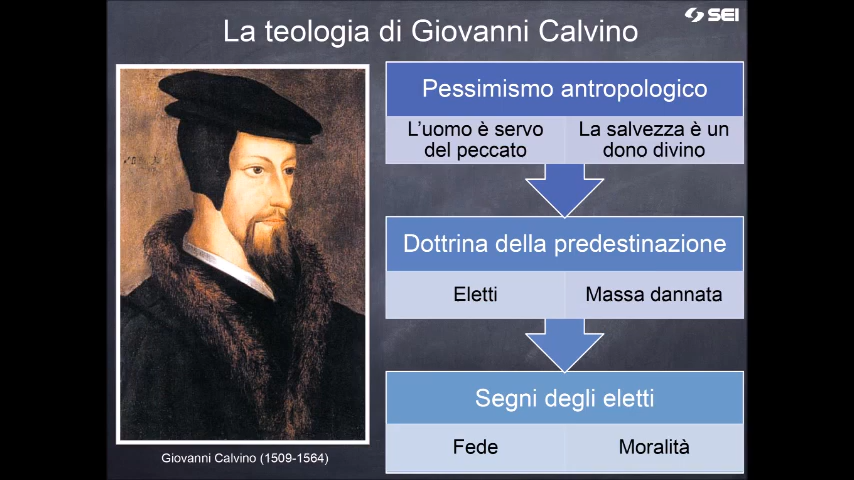 SEI
La teologia di Giovanni Calvino
Pessimismo antropologico
L'uomo è servo
del peccato
La salvezza è un
dono divino
Dottrina della predestinazione
Eletti
Massa dannata
Segni degli eletti
Fede
Moralità
Giovanni Calvino (1509-1564)